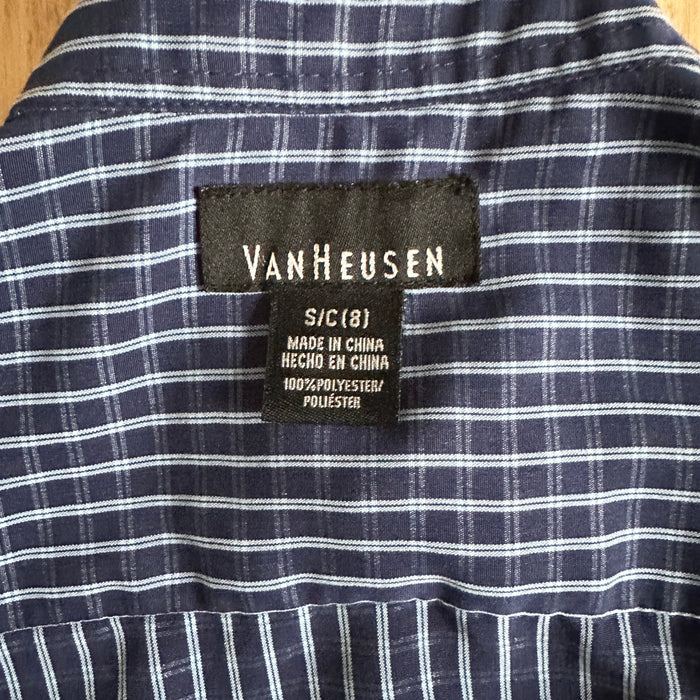 VANHEUSEN
S/C(8)
MADE IN CHINA
HECHO EN CHINA
100%POLYESTER/
POLIÉSTER